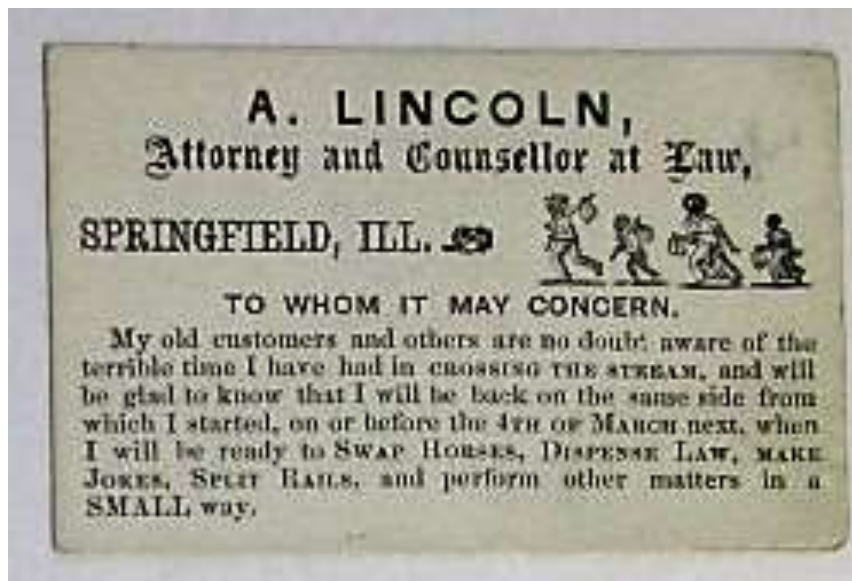 A. LINCOLN,
Attorney and Counsellor at Law,
SPRINGFIELD, ILL.
TO WHOM IT MAY CONCERN.
My old customers and others are no doubt aware of the
terrible time I have had in CROSSING THE STREAM, and will
be glad to know that I will be back on the same side from
which I started, on or before the 4TH OF MARCH next, when
I will be ready to SWAP HORSES, DISPENSE LAW, MAKE
JOKES, SPLIT RAILS, and perform other matters in a
SMALL way.